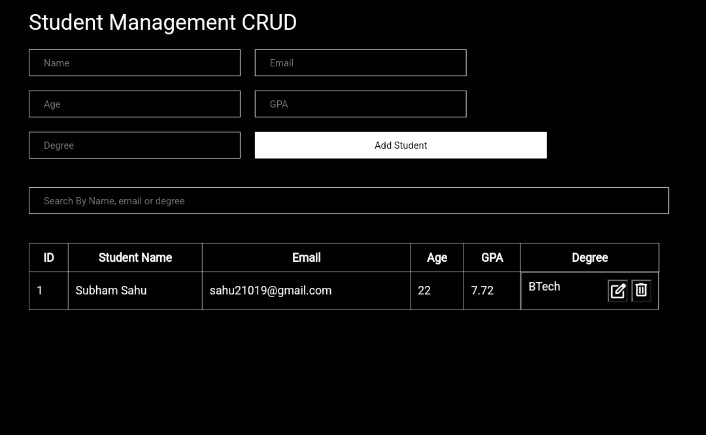 Student Management CRUD
Name Email
Age GPA
Degree Add Student
Search By Name, email or degree
ID Student Name Email Age GPA Degree
1 Subham Sahu sahu21019@gmail.com 22 7.72 BTech